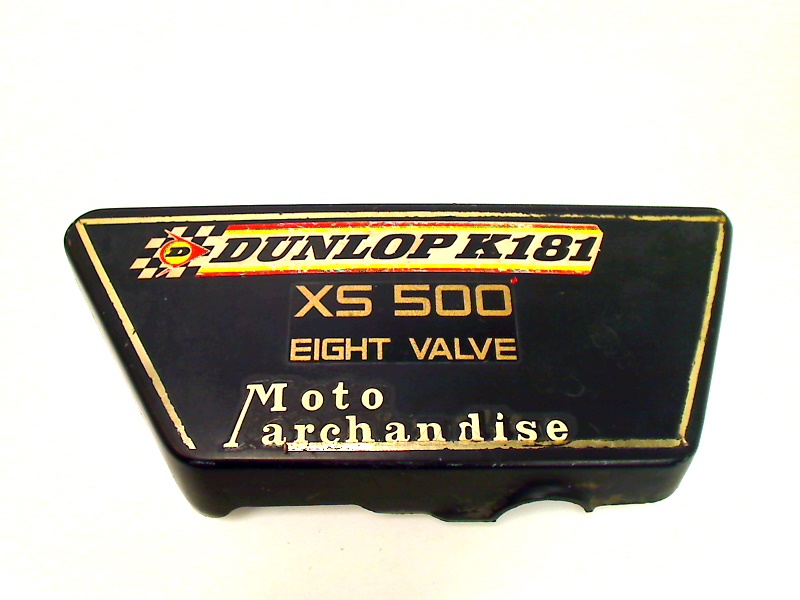 D DUNLOP K181
XS 500
EIGHT VALVE
Moto
archandise